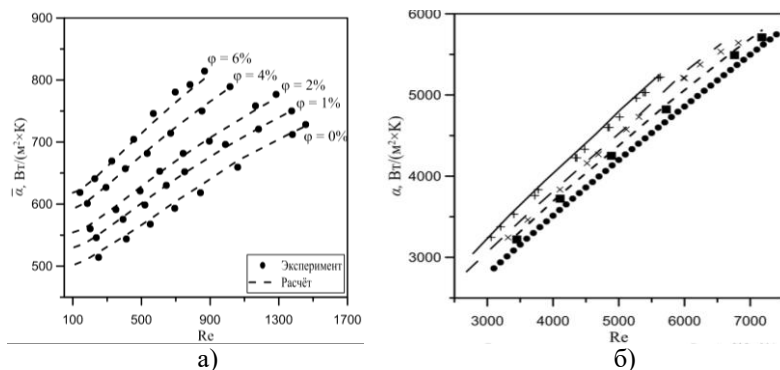 900
800
700
600
500
ᾱ, Вт/(м²×К)
φ = 6%
φ = 4%
φ = 2%
φ = 1%
φ = 0%
Эксперимент
Расчёт
100 500 900 1300 1700
Re
а)
6000
5000
4000
3000
α, Вт/(м²×К)
3000 4000 5000 6000 7000
Re
б)